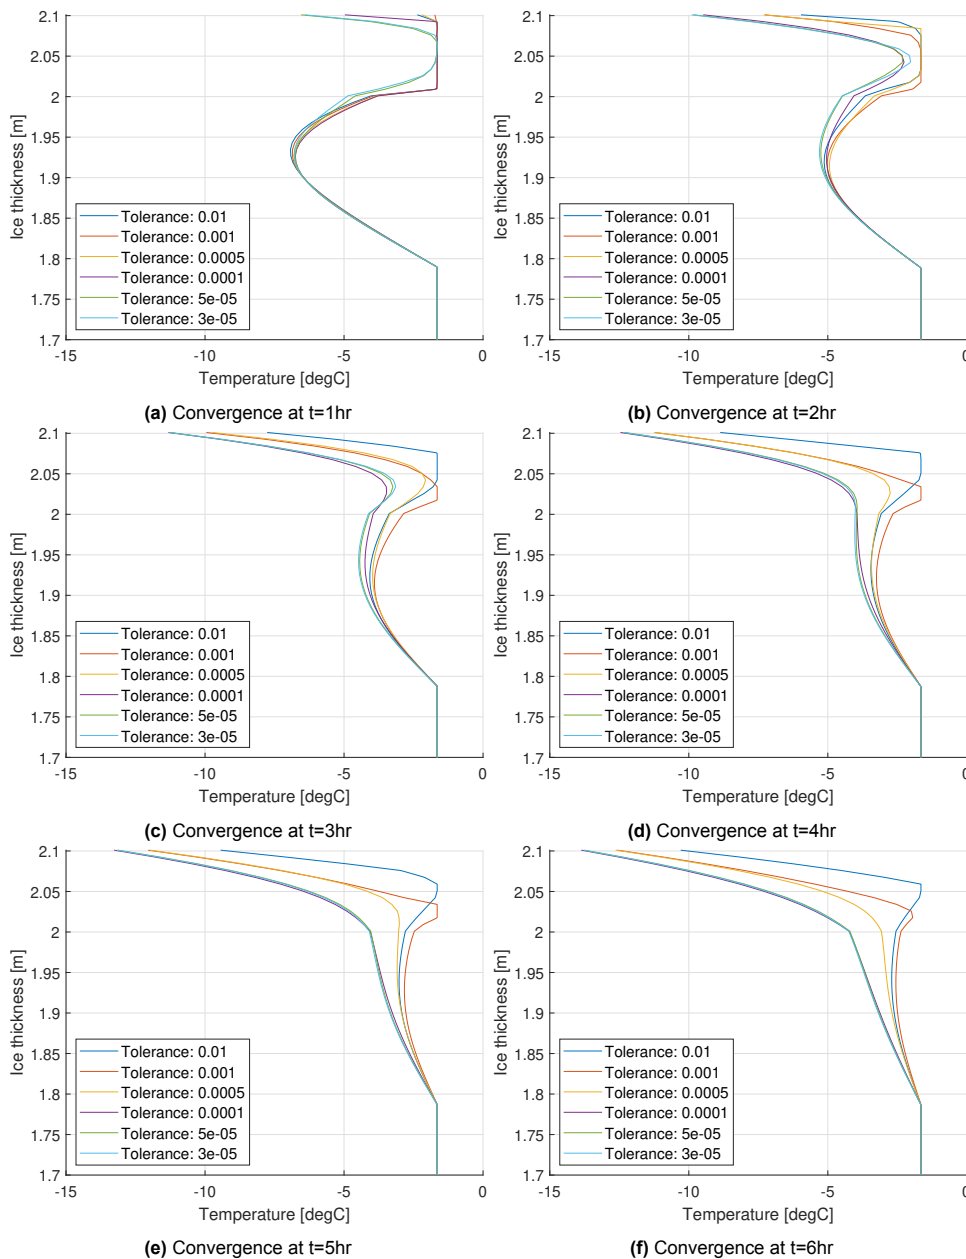 2.1
2.05
2
1.95
1.9
1.85
1.8
1.75
1.7
Ice thickness [m]
Tolerance: 0.01
Tolerance: 0.001
Tolerance: 0.0005
Tolerance: 0.0001
Tolerance: 5e-05
Tolerance: 3e-05
-15 -10 -5 0
Temperature [degC]
(a) Convergence at t=1hr
2.1
2.05
2
1.95
1.9
1.85
1.8
1.75
1.7
Ice thickness [m]
Tolerance: 0.01
Tolerance: 0.001
Tolerance: 0.0005
Tolerance: 0.0001
Tolerance: 5e-05
Tolerance: 3e-05
-15 -10 -5 0
Temperature [degC]
(b) Convergence at t=2hr
2.1
2.05
2
1.95
1.9
1.85
1.8
1.75
1.7
Ice thickness [m]
Tolerance: 0.01
Tolerance: 0.001
Tolerance: 0.0005
Tolerance: 0.0001
Tolerance: 5e-05
Tolerance: 3e-05
-15 -10 -5 0
Temperature [degC]
(c) Convergence at t=3hr
2.1
2.05
2
1.95
1.9
1.85
1.8
1.75
1.7
Ice thickness [m]
Tolerance: 0.01
Tolerance: 0.001
Tolerance: 0.0005
Tolerance: 0.0001
Tolerance: 5e-05
Tolerance: 3e-05
-15 -10 -5 0
Temperature [degC]
(d) Convergence at t=4hr
2.1
2.05
2
1.95
1.9
1.85
1.8
1.75
1.7
Ice thickness [m]
Tolerance: 0.01
Tolerance: 0.001
Tolerance: 0.0005
Tolerance: 0.0001
Tolerance: 5e-05
Tolerance: 3e-05
-15 -10 -5 0
Temperature [degC]
(e) Convergence at t=5hr
2.1
2.05
2
1.95
1.9
1.85
1.8
1.75
1.7
Ice thickness [m]
Tolerance: 0.01
Tolerance: 0.001
Tolerance: 0.0005
Tolerance: 0.0001
Tolerance: 5e-05
Tolerance: 3e-05
-15 -10 -5 0
Temperature [degC]
(f) Convergence at t=6hr